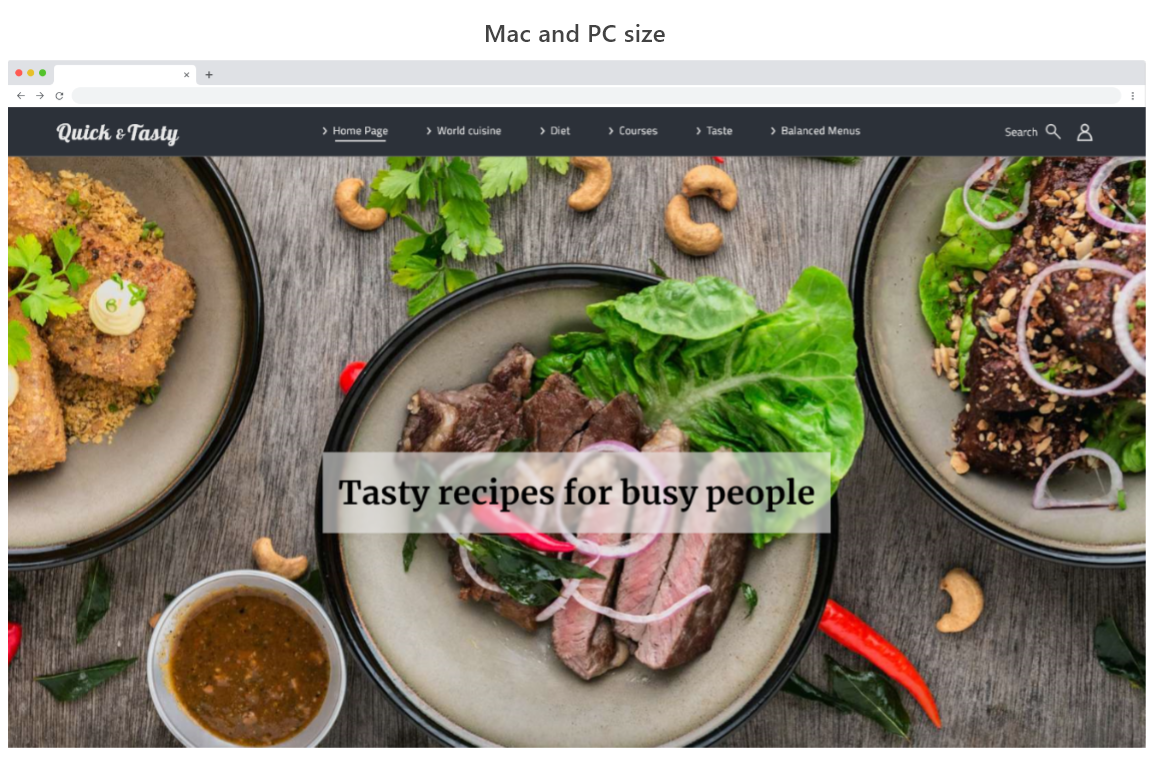 Mac and PC size
Quick & Tasty
Home Page
World cuisine
Diet
Courses
Taste
Balanced Menus
Search
Tasty recipes for busy people